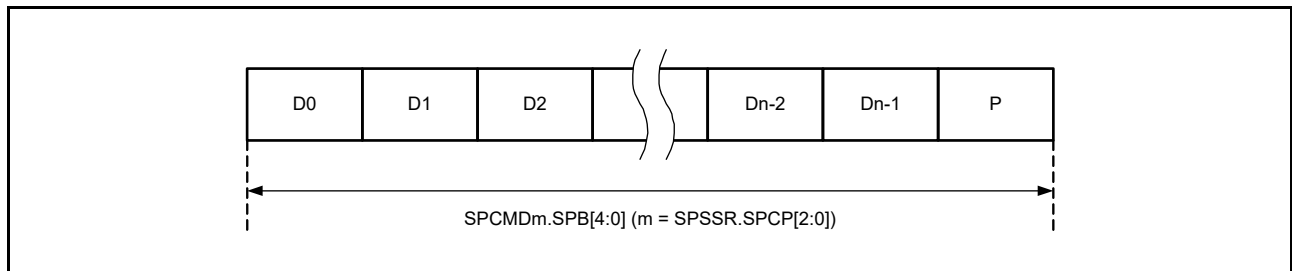 D0 D1 D2 Dn-2 Dn-1 P
SPCMDm.SPB[4:0] (m = SPSSR.SPCP[2:0])